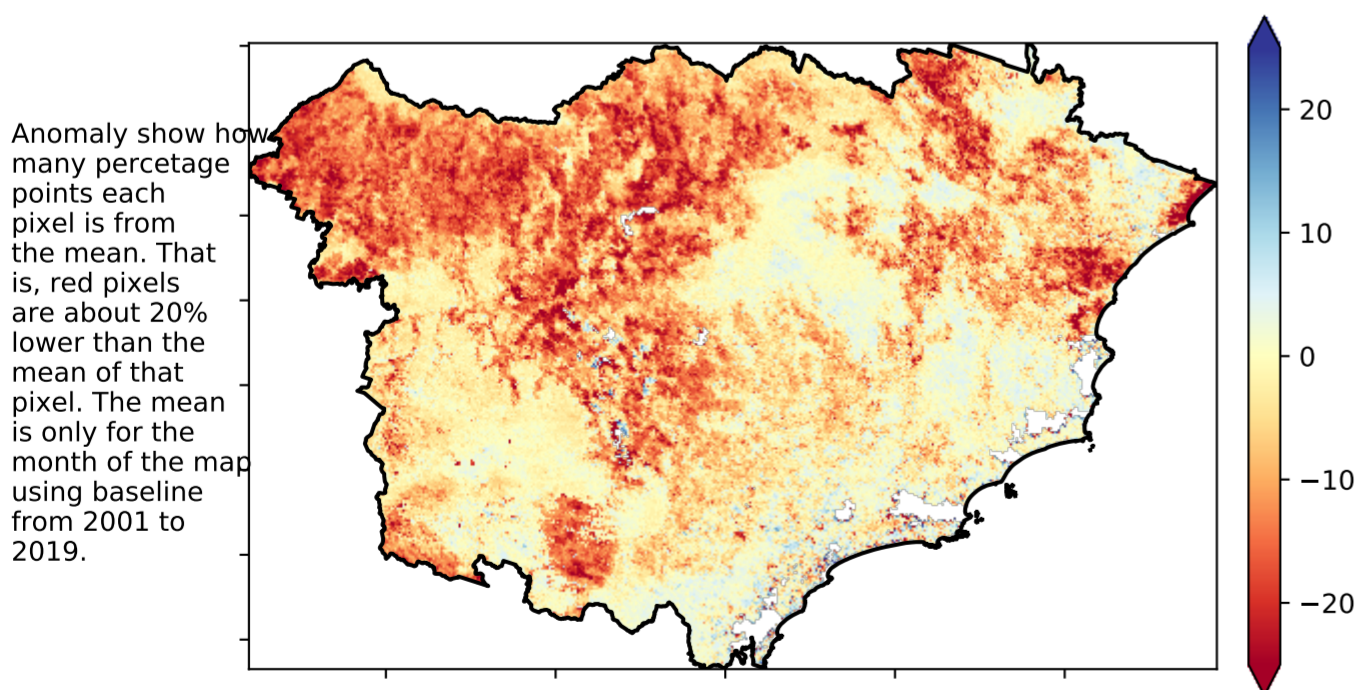 Anomaly show how
many percetage
points each
pixel is from
the mean. That
is, red pixels
are about 20%
lower than the
mean of that
pixel. The mean
is only for the
month of the map
using baseline
from 2001 to
2019.
20
10
0
−10
−20